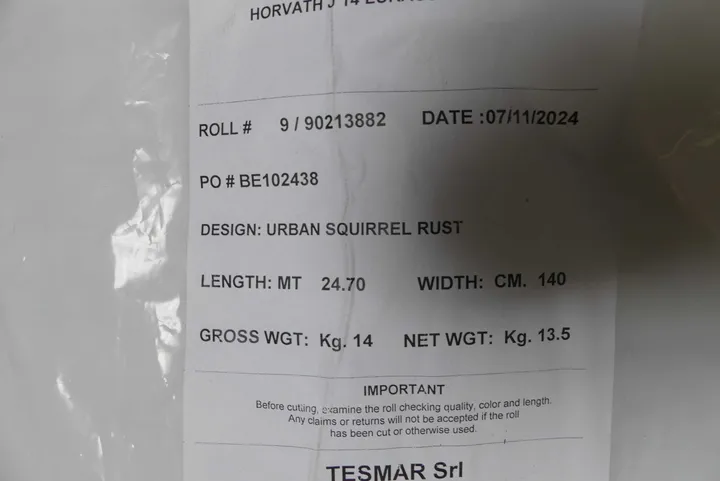 HORVATH J 14
ROLL # 9 / 90213882 DATE :07/11/2024
PO # BE102438
DESIGN: URBAN SQUIRREL RUST
LENGTH: MT 24.70 WIDTH: CM. 140
GROSS WGT: Kg. 14 NET WGT: Kg. 13.5
IMPORTANT
Before cutting, examine the roll checking quality, color and length.
Any claims or returns will not be accepted if the roll
has been cut or otherwise used.
TESMAR Srl